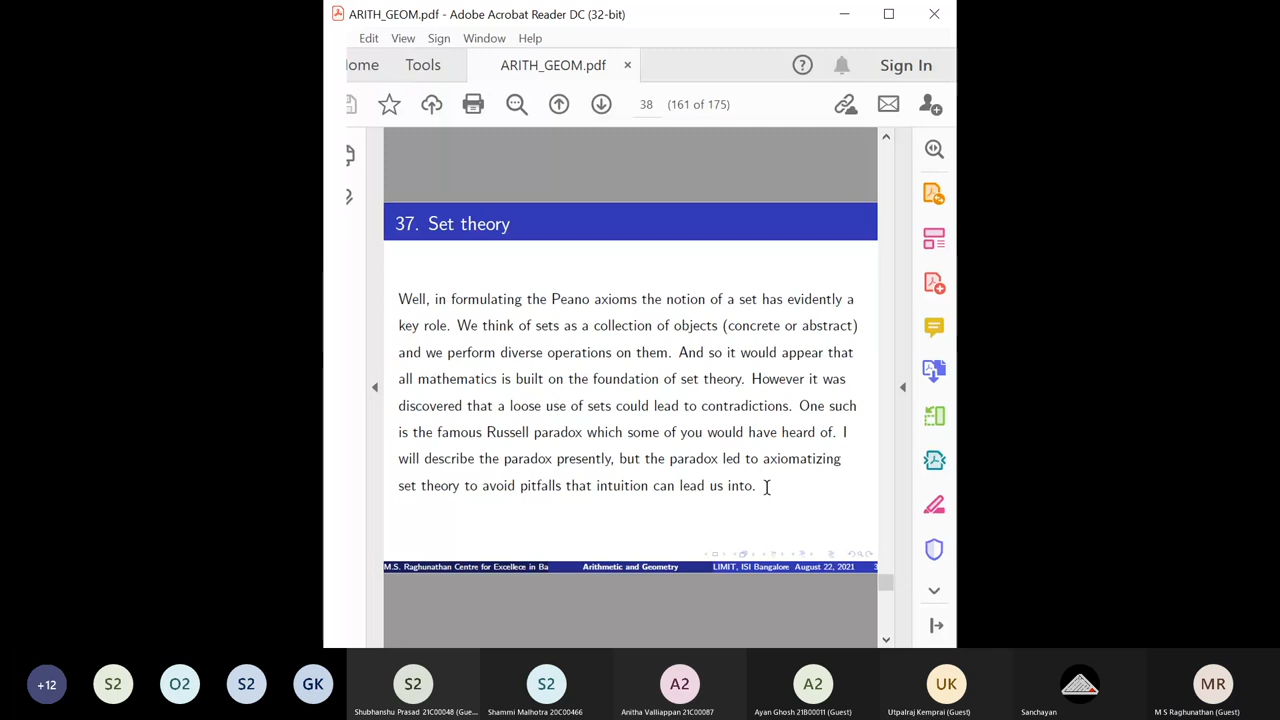 ARITH_GEOM.pdf - Adobe Acrobat Reader DC (32-bit)
Edit View Sign Window Help
Tools ARITH_GEOM.pdf × Sign In
38 (161 of 175)
37. Set theory
Well, in formulating the Peano axioms the notion of a set has evidently a
key role. We think of sets as a collection of objects (concrete or abstract)
and we perform diverse operations on them. And so it would appear that
all mathematics is built on the foundation of set theory. However it was
discovered that a loose use of sets could lead to contradictions. One such
is the famous Russell paradox which some of you would have heard of. I
will describe the paradox presently, but the paradox led to axiomatizing
set theory to avoid pitfalls that intuition can lead us into.
M.S. Raghunathan Centre for Excellece in Ba Arithmetic and Geometry LIMIT, ISI Bangalore August 22, 2021
+12 S2 O2 S2 GK S2 S2 A2 A2 UK MR
Shubhanshu Prasad 21C00048 (Gue... Shammi Malhotra 20C00466 Anitha Valliappan 21C00087 Ayan Ghosh 21B00011 (Guest) Utpalraj Kemprai (Guest) Sanchayan M S Raghunathan (Guest)